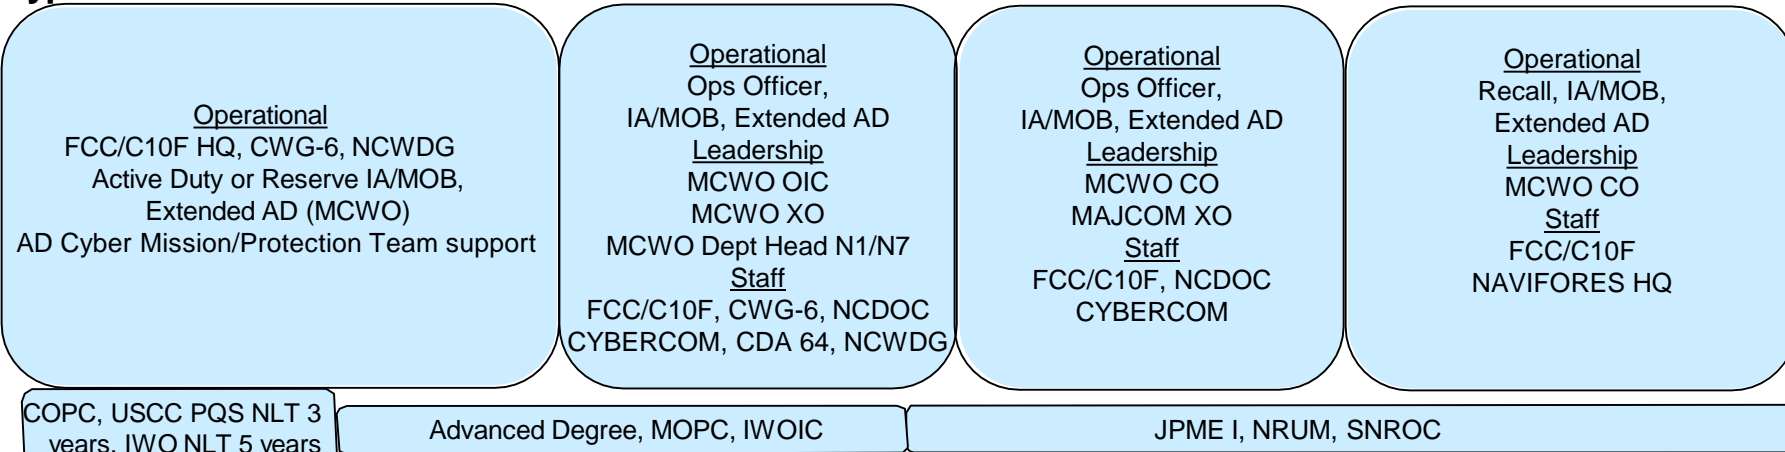 Operational
FCC/C10F HQ, CWG-6, NCWDG
Active Duty or Reserve IA/MOB,
Extended AD (MCWO)
AD Cyber Mission/Protection Team support
Operational
Ops Officer,
IA/MOB, Extended AD
Leadership
MCWO OIC
MCWO XO
MCWO Dept Head N1/N7
Staff
FCC/C10F, CWG-6, NCDOC
CYBERCOM, CDA 64, NCWDG
Operational
Ops Officer,
IA/MOB, Extended AD
Leadership
MCWO CO
MAJCOM XO
Staff
FCC/C10F, NCDOC
CYBERCOM
Operational
Recall, IA/MOB,
Extended AD
Leadership
MCWO CO
Staff
FCC/C10F
NAVIFORES HQ
COPC, USCC PQS NLT 3
years, IWO NLT 5 years
Advanced Degree, MOPC, IWOIC
JPME I, NRUM, SNROC